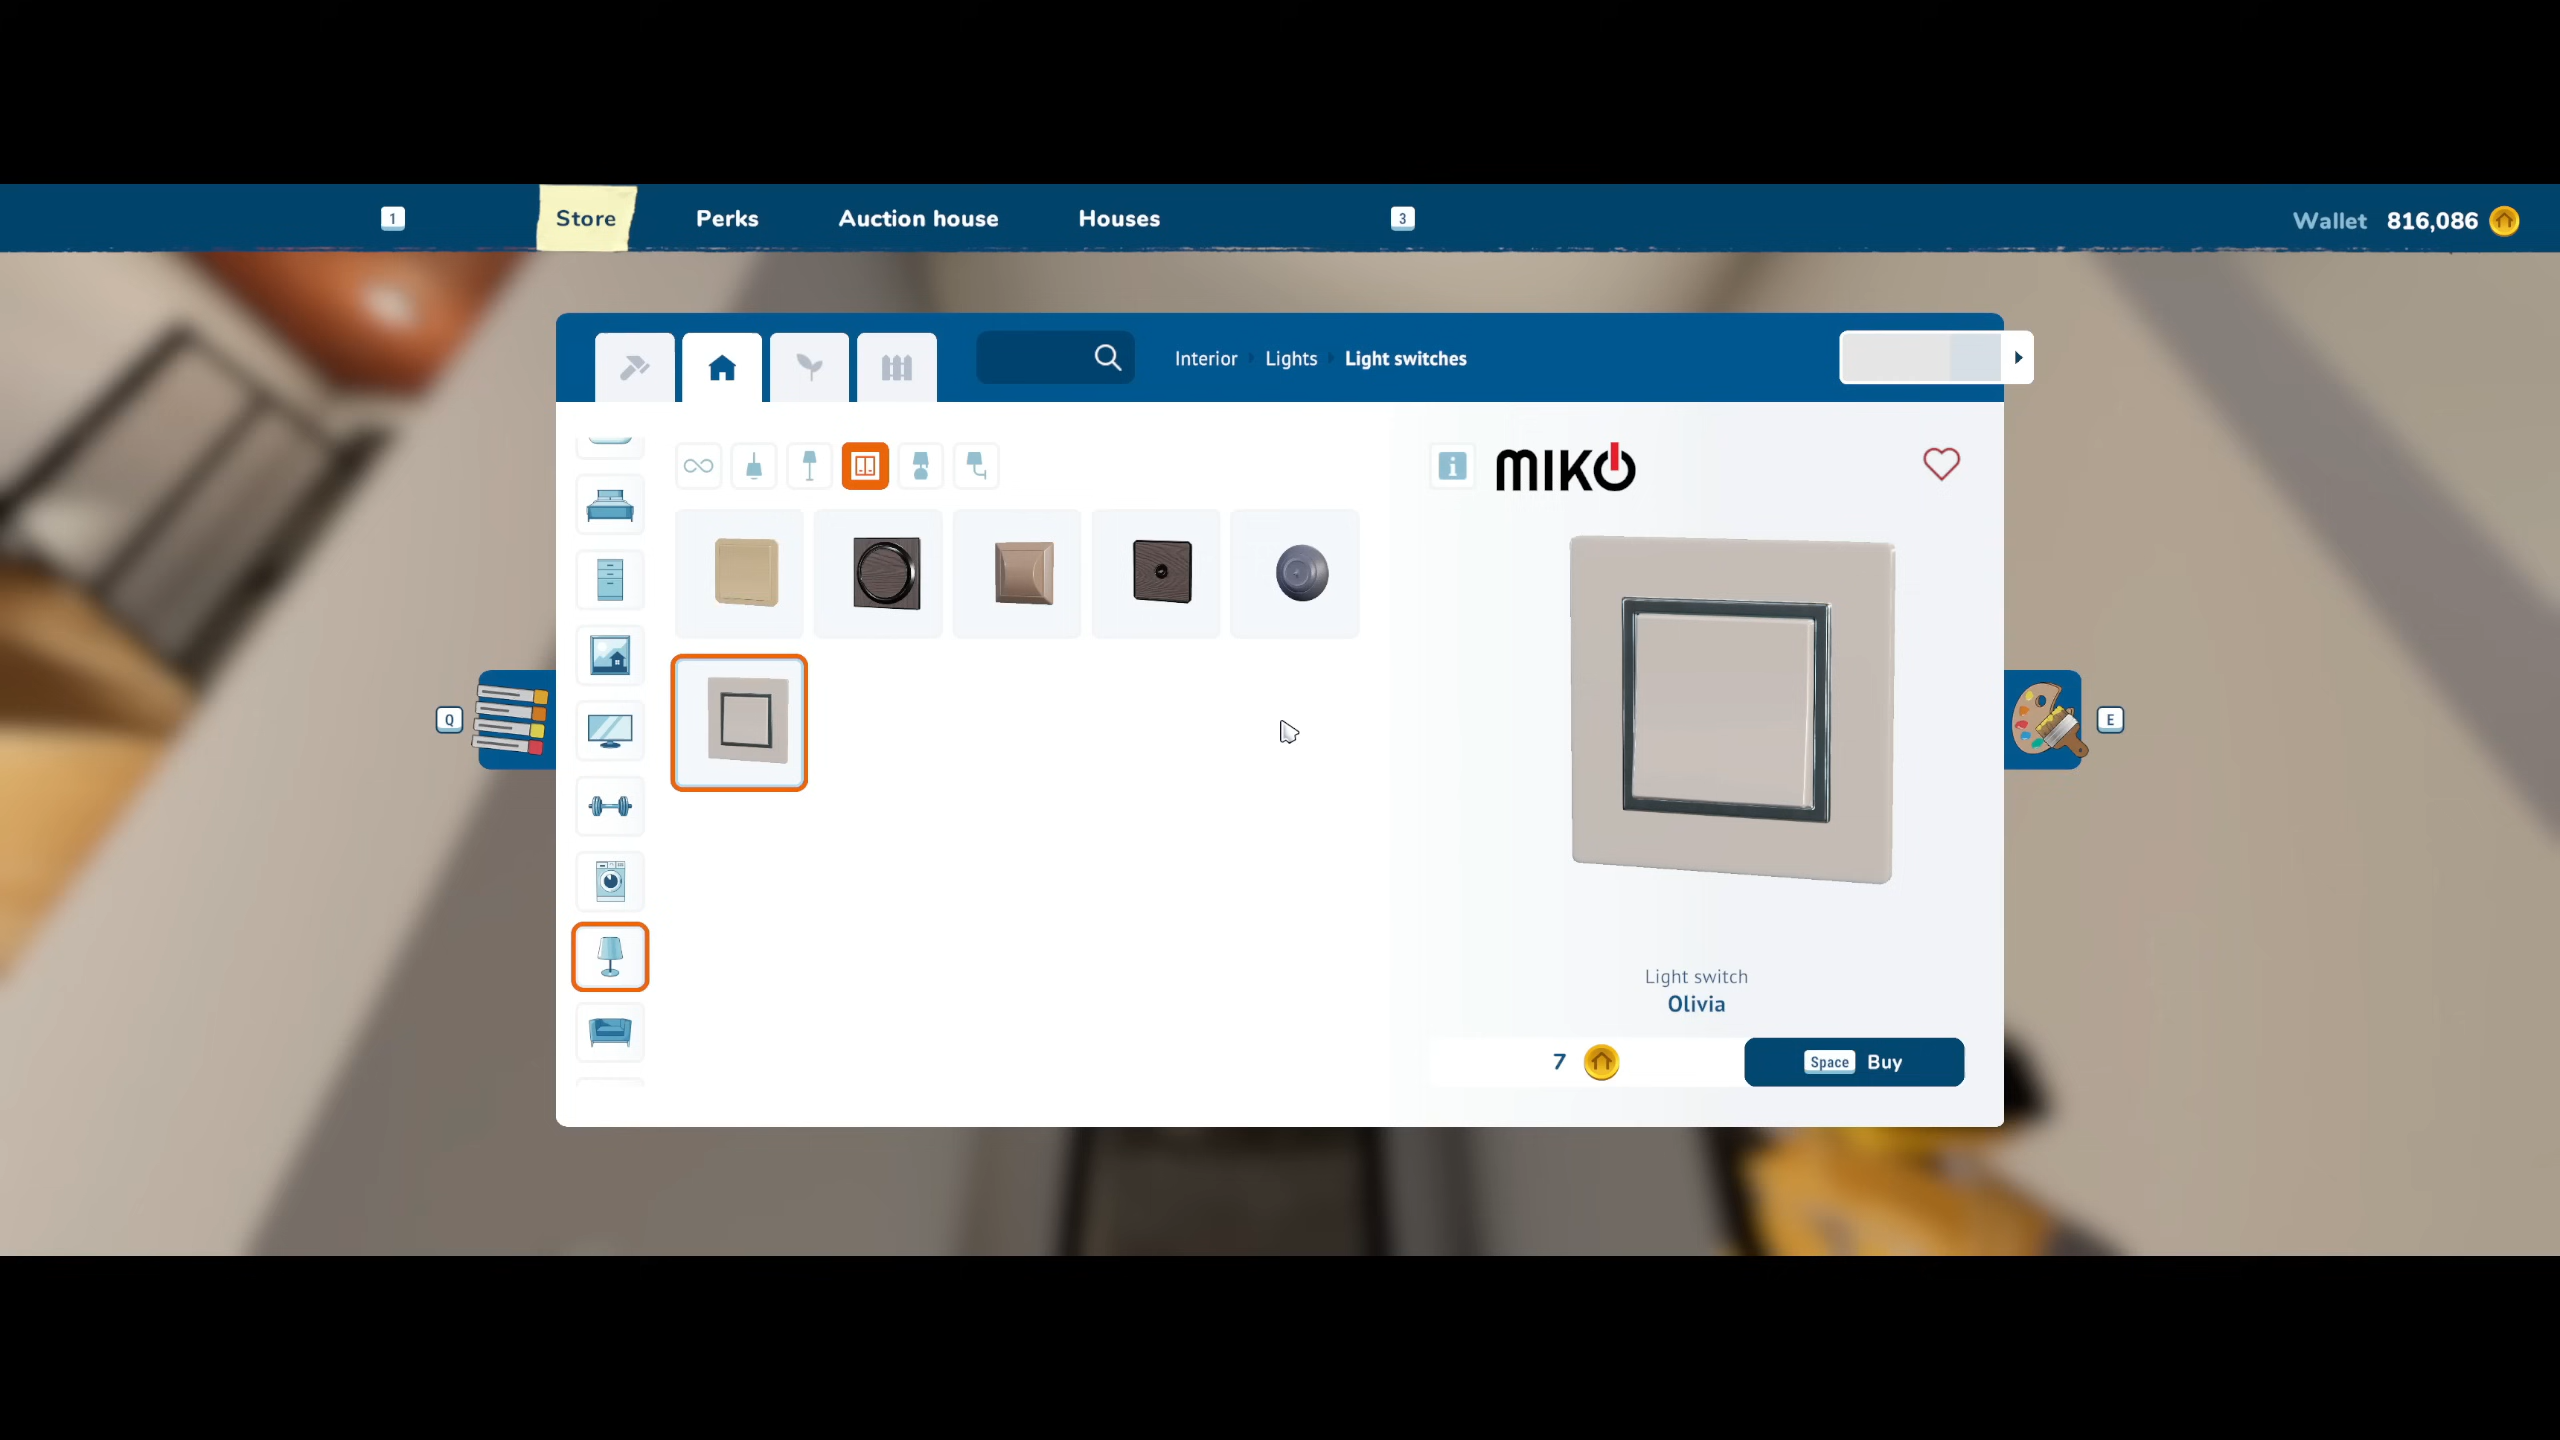 1
Store
Perks
Auction house
Houses
3
Wallet 816,086
Interior
Lights
Light switches
i
MIKO
Q
E
Light switch
Olivia
7
Space Buy